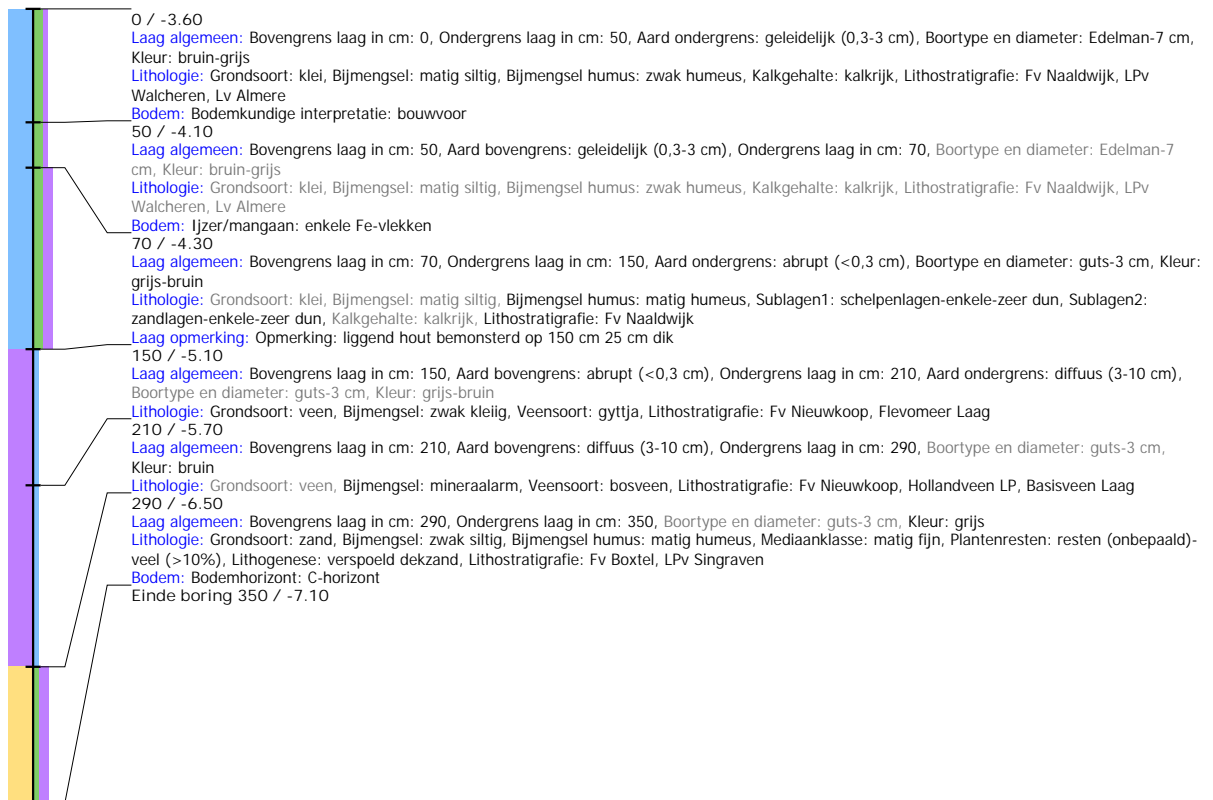 0 / -3.60
Laag algemeen: Bovengrens laag in cm: 0, Ondergrens laag in cm: 50, Aard ondergrens: geleidelijk (0,3-3 cm), Boortype en diameter: Edelman-7 cm,
Kleur: bruin-grijs
Lithologie: Grondsoort: klei, Bijmengsel: matig siltig, Bijmengsel humus: zwak humeus, Kalkgehalte: kalkrijk, Lithostratigrafie: Fv Naaldwijk, LPv
Walcheren, Lv Almere
Bodem: Bodemkundige interpretatie: bouwvoor
50 / -4.10
Laag algemeen: Bovengrens laag in cm: 50, Aard bovengrens: geleidelijk (0,3-3 cm), Ondergrens laag in cm: 70, Boortype en diameter: Edelman-7
cm, Kleur: bruin-grijs
Lithologie: Grondsoort: klei, Bijmengsel: matig siltig, Bijmengsel humus: zwak humeus, Kalkgehalte: kalkrijk, Lithostratigrafie: Fv Naaldwijk, LPv
Walcheren, Lv Almere
Bodem: Ijzer/mangaan: enkele Fe-vlekken
70 / -4.30
Laag algemeen: Bovengrens laag in cm: 70, Ondergrens laag in cm: 150, Aard ondergrens: abrupt (<0,3 cm), Boortype en diameter: guts-3 cm, Kleur:
grijs-bruin
Lithologie: Grondsoort: klei, Bijmengsel: matig siltig, Bijmengsel humus: matig humeus, Sublagen1: schelpenlagen-enkele-zeer dun, Sublagen2:
zandlagen-enkele-zeer dun, Kalkgehalte: kalkrijk, Lithostratigrafie: Fv Naaldwijk
Laag opmerking: Opmerking: liggend hout bemonsterd op 150 cm 25 cm dik
150 / -5.10
Laag algemeen: Bovengrens laag in cm: 150, Aard bovengrens: abrupt (<0,3 cm), Ondergrens laag in cm: 210, Aard ondergrens: diffuus (3-10 cm),
Boortype en diameter: guts-3 cm, Kleur: grijs-bruin
Lithologie: Grondsoort: veen, Bijmengsel: zwak kleiig, Veensoort: gyttja, Lithostratigrafie: Fv Nieuwkoop, Flevomeer Laag
210 / -5.70
Laag algemeen: Bovengrens laag in cm: 210, Aard bovengrens: diffuus (3-10 cm), Ondergrens laag in cm: 290, Boortype en diameter: guts-3 cm,
Kleur: bruin
Lithologie: Grondsoort: veen, Bijmengsel: mineraalarm, Veensoort: bosveen, Lithostratigrafie: Fv Nieuwkoop, Hollandveen LP, Basisveen Laag
290 / -6.50
Laag algemeen: Bovengrens laag in cm: 290, Ondergrens laag in cm: 350, Boortype en diameter: guts-3 cm, Kleur: grijs
Lithologie: Grondsoort: zand, Bijmengsel: zwak siltig, Bijmengsel humus: matig humeus, Mediaanklasse: matig fijn, Plantenresten: resten (onbepaald)-
veel (>10%), Lithogenese: verspoeld dekzand, Lithostratigrafie: Fv Boxtel, LPv Singraven
Bodem: Bodemhorizont: C-horizont
Einde boring 350 / -7.10